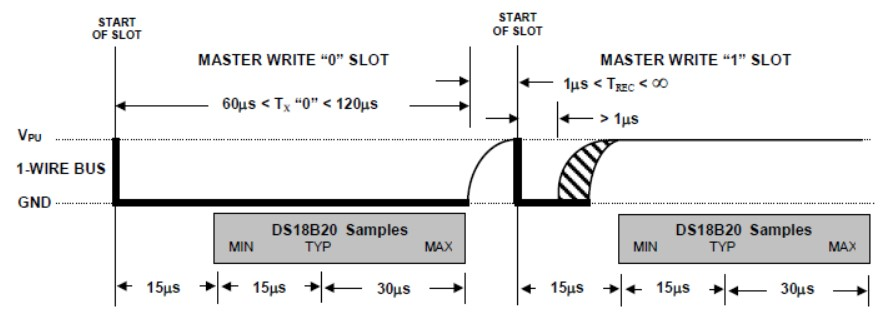 START
OF SLOT
START
OF SLOT
MASTER WRITE “0” SLOT
MASTER WRITE “1” SLOT
1µs < TREC < ∞
60µs < TX “0” < 120µs
> 1µs
VPU
1-WIRE BUS
GND
DS18B20 Samples
MIN TYP MAX
DS18B20 Samples
MIN TYP MAX
15µs 15µs 30µs 15µs 15µs 30µs